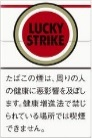 LUCKY
STRIKE
たばこの煙は、周りの人
の健康に悪影響を及ぼし
ます。健康増進法で禁じ
られている場所では喫煙
できません。